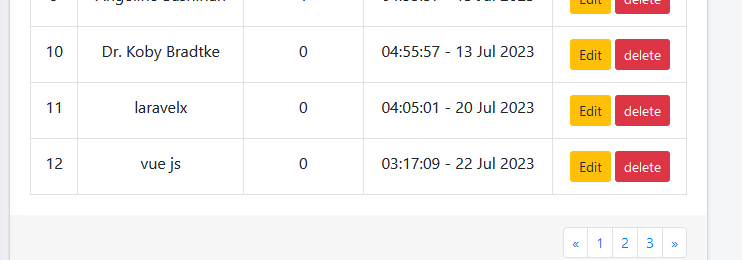 10 Dr. Koby Bradtke 0 04:55:57 - 13 Jul 2023 Edit delete
11 laravelx 0 04:05:01 - 20 Jul 2023 Edit delete
12 vue js 0 03:17:09 - 22 Jul 2023 Edit delete
« 1 2 3 »